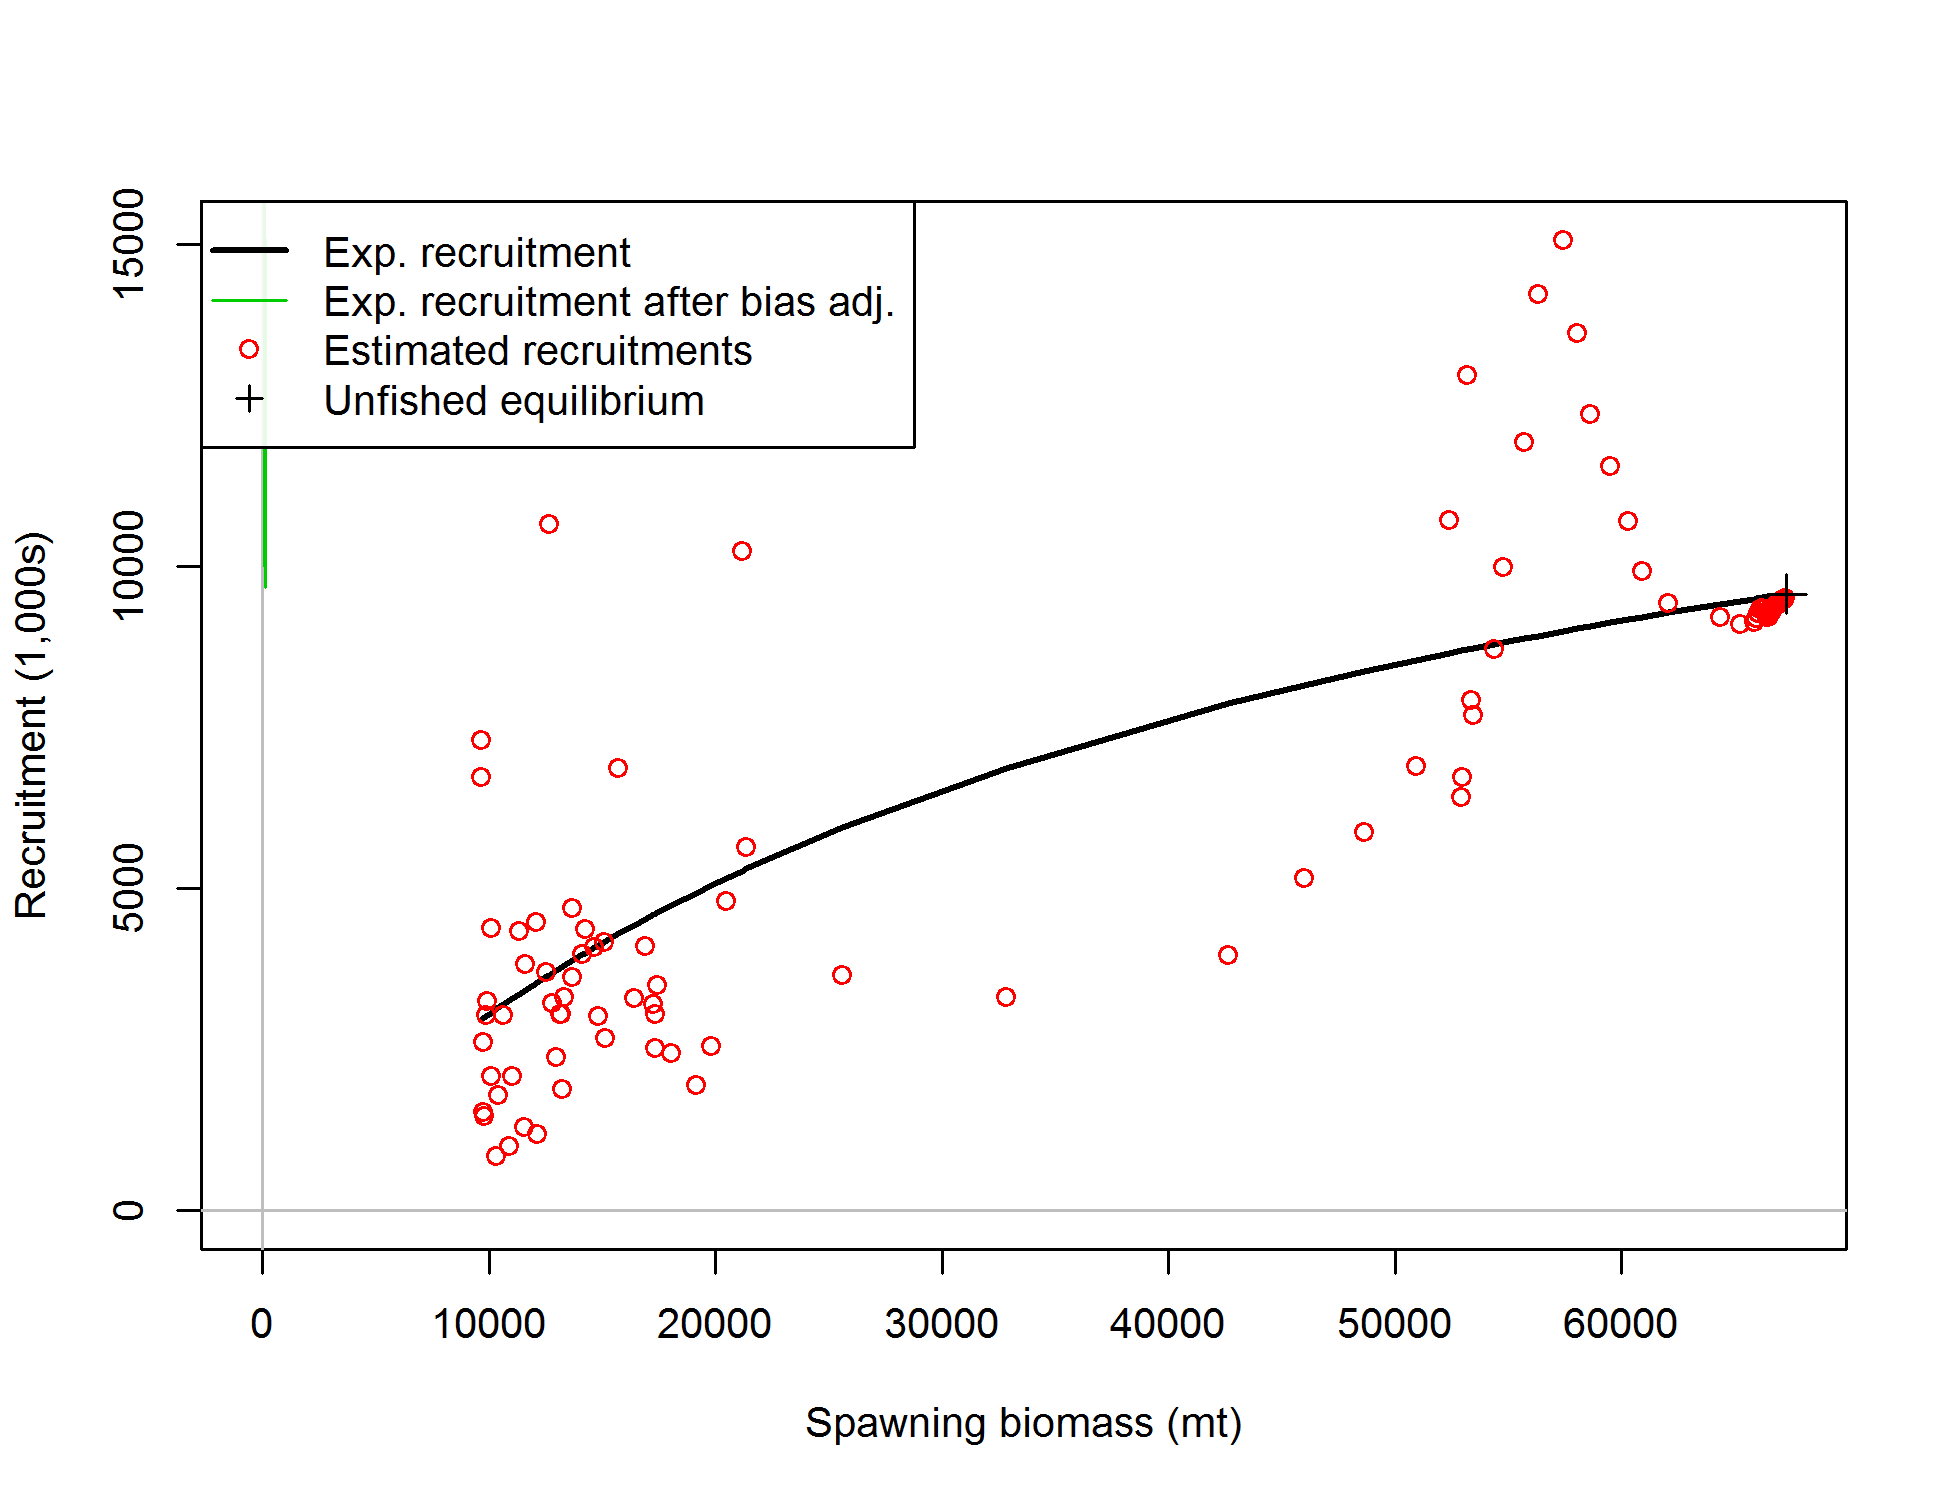 Exp. recruitment
Exp. recruitment after bias adj.
Estimated recruitments
Unfished equilibrium
Recruitment (1,000s)
15000
10000
5000
0
0 10000 20000 30000 40000 50000 60000
Spawning biomass (mt)